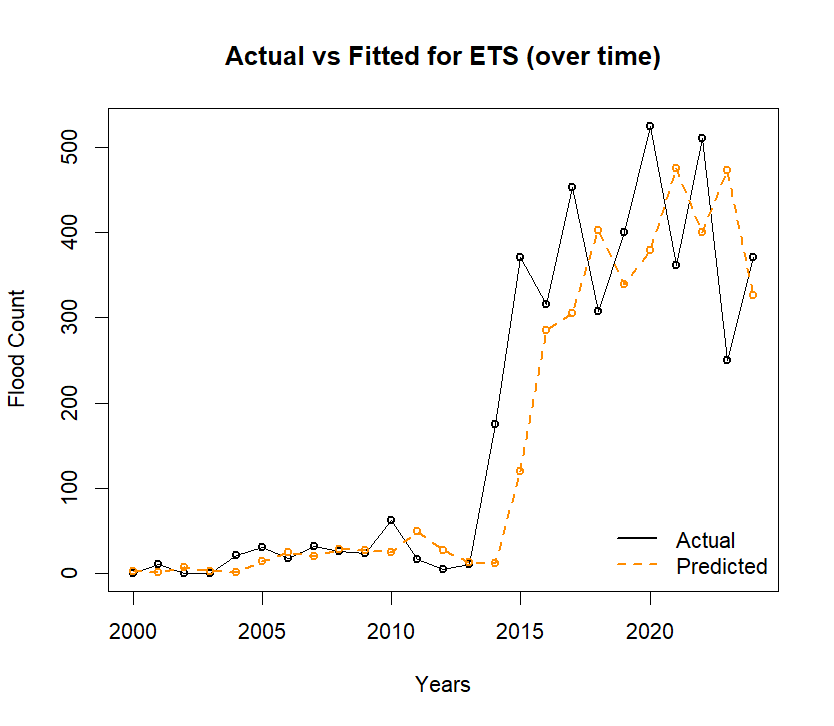 Actual vs Fitted for ETS (over time)
500
400
300
200
100
0
Flood Count
Actual
Predicted
2000 2005 2010 2015 2020
Years